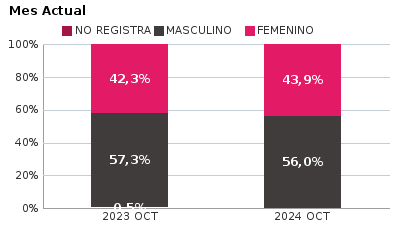 Mes Actual
NO REGISTRA MASCULINO FEMENINO
100%
80%
60%
40%
20%
0%
42,3%
43,9%
57,3%
56,0%
0,5%
2023 OCT
2024 OCT